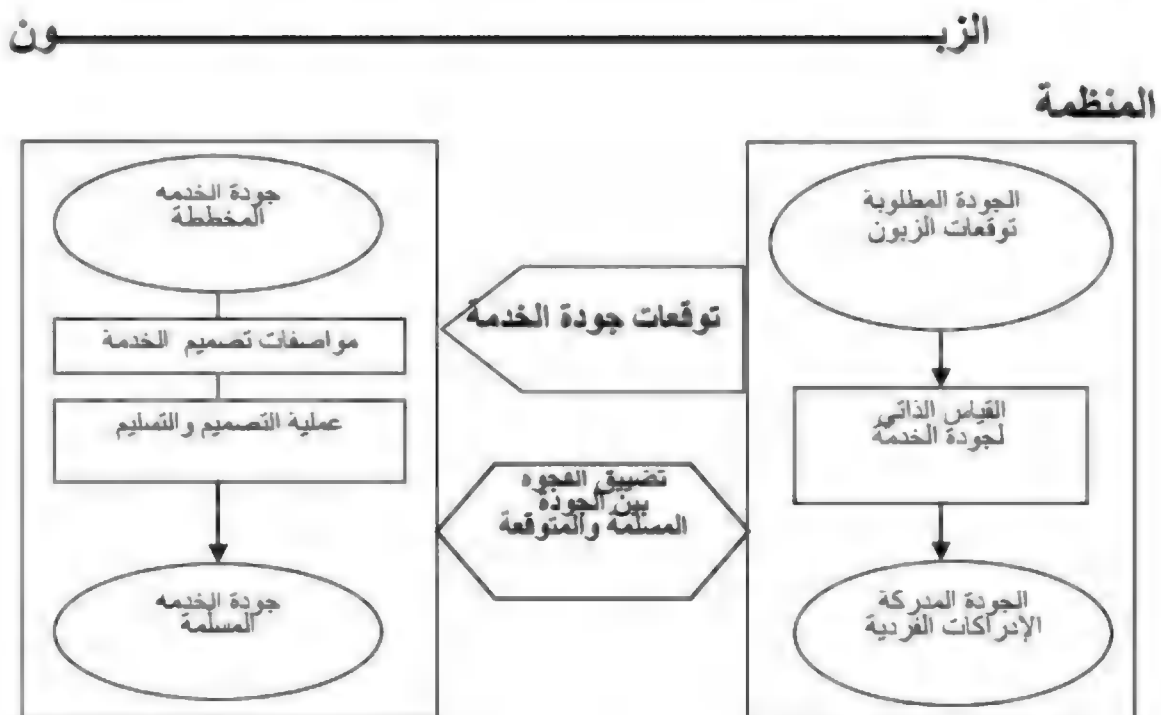 الزبــــــــــون
المنظمة
الجودة المطلوبة
توقعات الزبون
القياس الذاتي
لجودة الخدمة
الجودة المدركة
الإدراكات الفردية
توقعات جودة الخدمة
تضييق الفجوه
بين الجودة
المسلمة والمتوقعة
جودة الخدمه
المخططة
مواصفات تصميم الخدمة
عملية التصميم والتسليم
جودة الخدمه
المسلمة